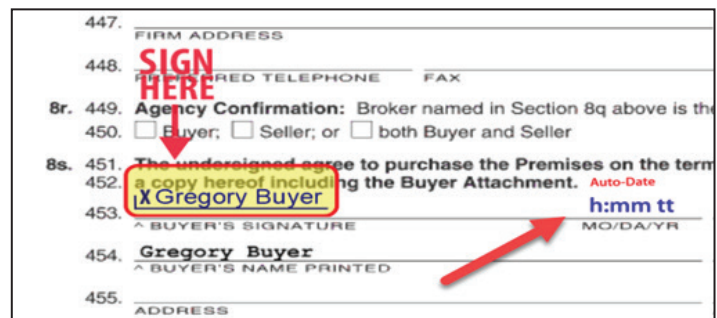 447.
FIRM ADDRESS
SIGN
448.
HERE
PREFERRED TELEPHONE FAX
8r. 449. Agency Confirmation: Broker named in Section 8q above is the
450. Buyer; Seller; or both Buyer and Seller
8s. 451. The undersigned agree to purchase the Premises on the term
452. a copy hereof including the Buyer Attachment. Auto-Date
X Gregory Buyer h:mm tt
453.
^ BUYER'S SIGNATURE MO/DA/YR
454. Gregory Buyer
^ BUYER'S NAME PRINTED
455.
ADDRESS